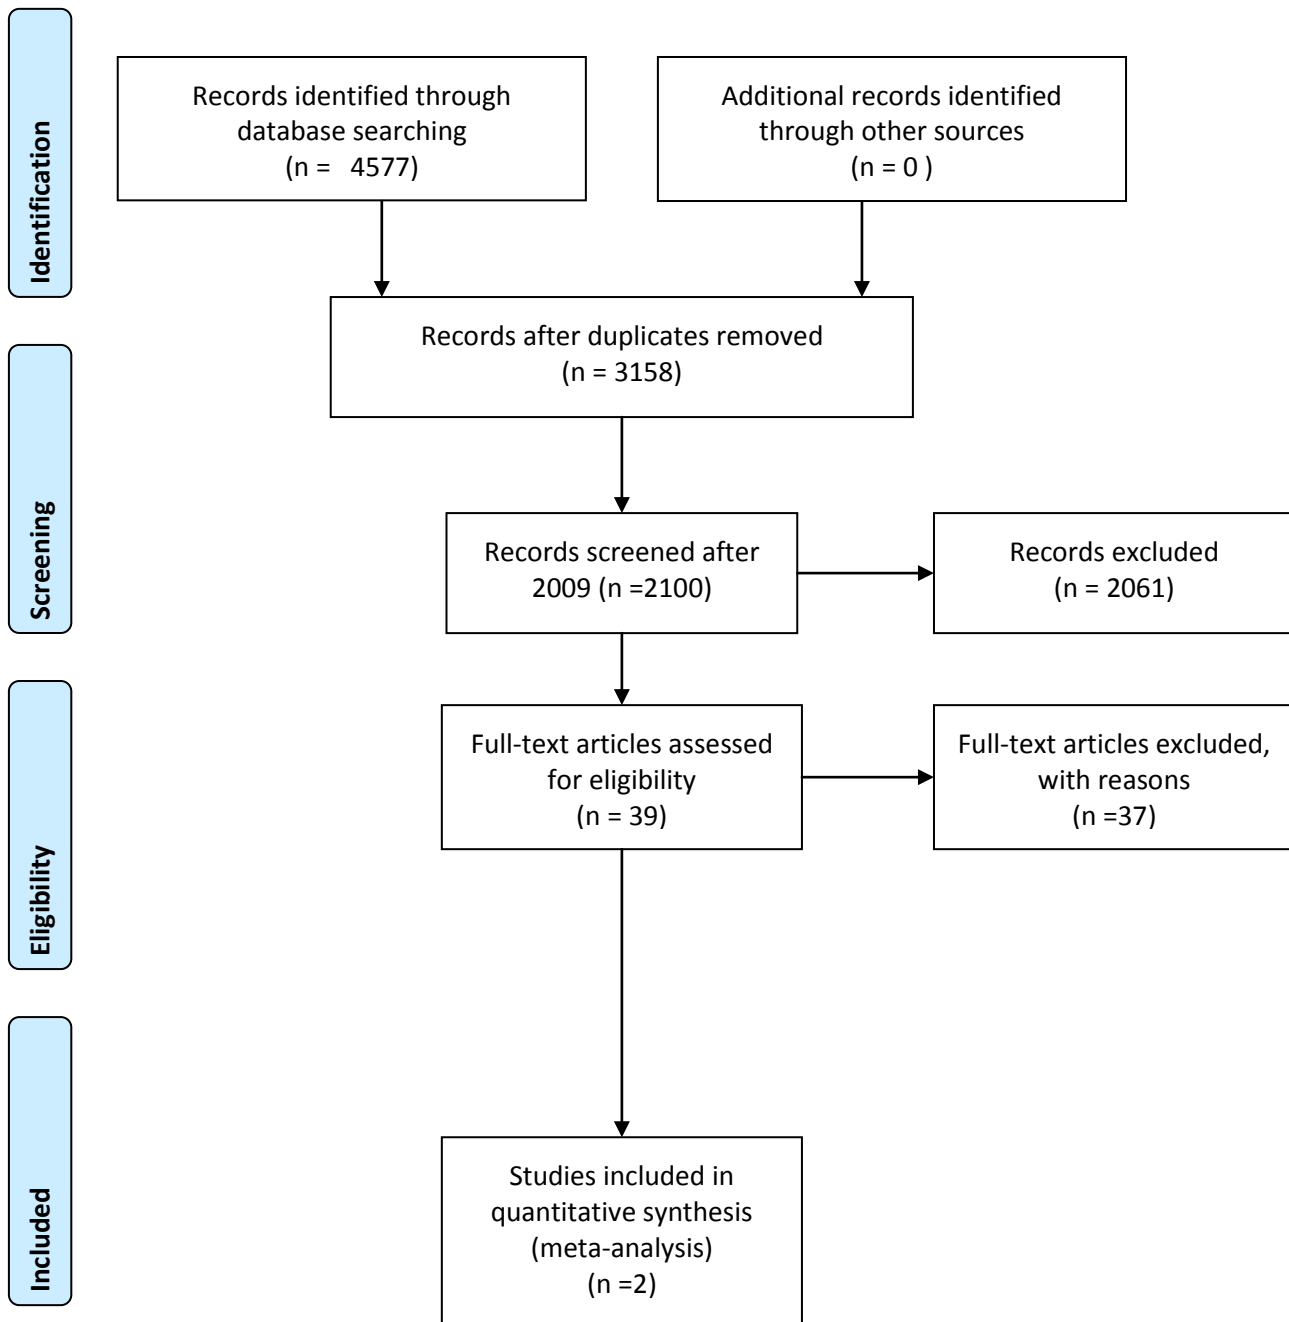 Identification
Records identified through
database searching
(n =   4577)
Additional records identified
through other sources
(n = 0 )
Records after duplicates removed
(n = 3158)
Screening
Records screened after
2009 (n =2100)
Records excluded
(n = 2061)
Eligibility
Full-text articles assessed
for eligibility
(n = 39)
Full-text articles excluded,
with reasons
(n =37)
Included
Studies included in
quantitative synthesis
(meta-analysis)
(n =2)